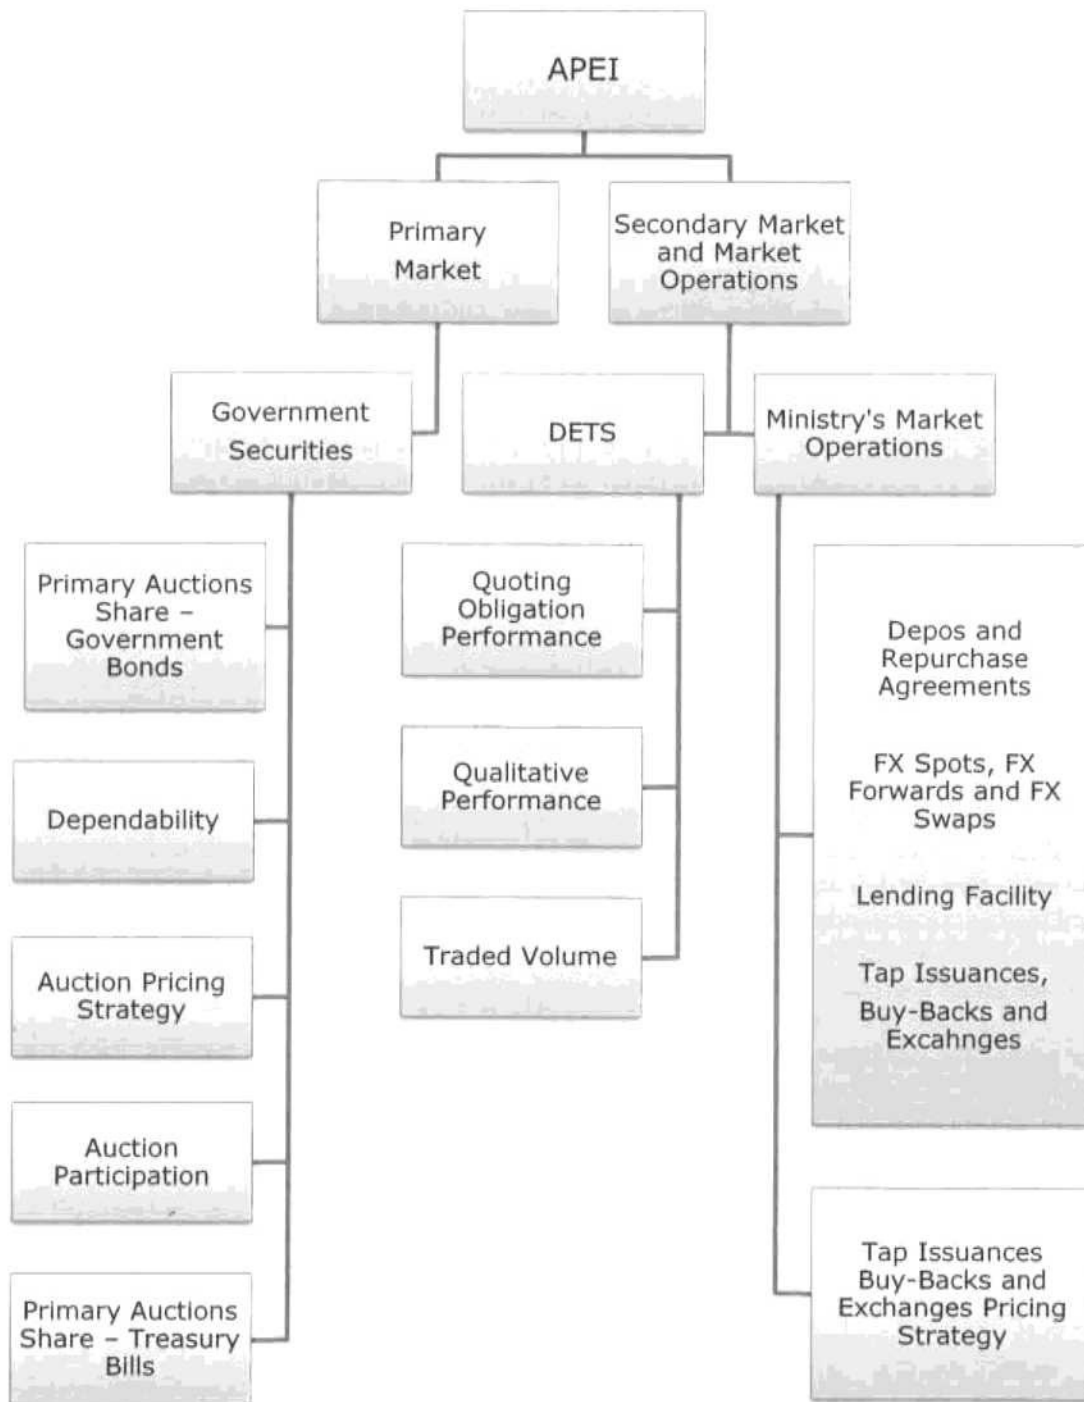 APEI
Primary
Market
Secondary Market
and Market
Operations
Government
Securities
DETS
Ministry's Market
Operations
Primary Auctions
Share –
Government
Bonds
Dependability
Auction Pricing
Strategy
Auction
Participation
Primary Auctions
Share – Treasury
Bills
Quoting
Obligation
Performance
Qualitative
Performance
Traded Volume
Depos and
Repurchase
Agreements
FX Spots, FX
Forwards and FX
Swaps
Lending Facility
Tap Issuances,
Buy-Backs and
Excahnges
Tap Issuances
Buy-Backs and
Exchanges Pricing
Strategy